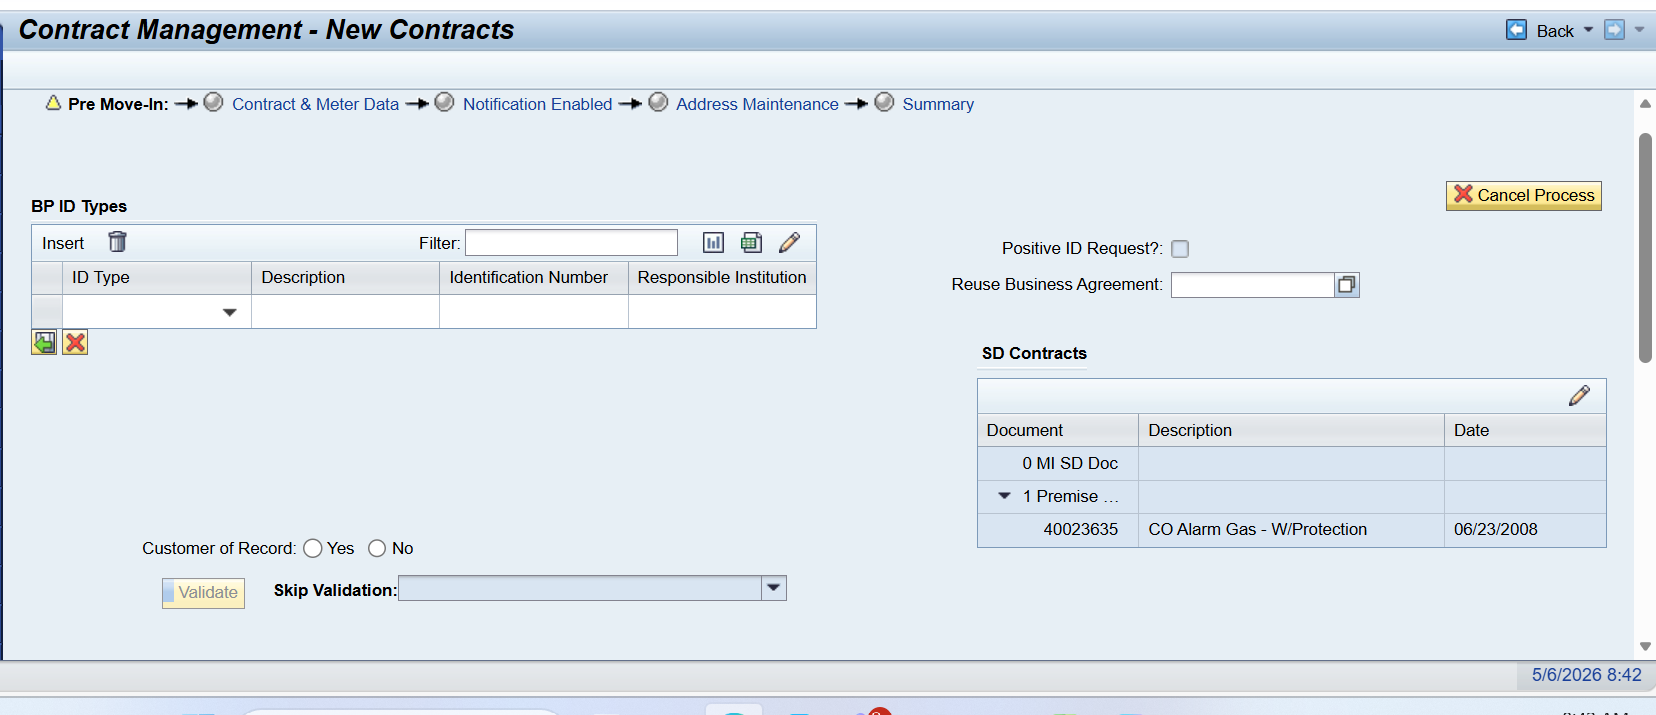 Contract Management - New Contracts
Back
Pre Move-In: Contract & Meter Data Notification Enabled Address Maintenance Summary
Cancel Process
BP ID Types
Insert Filter:
ID Type Description Identification Number Responsible Institution
Positive ID Request?:
Reuse Business Agreement:
SD Contracts
Document Description Date
0 MI SD Doc
1 Premise ...
40023635 CO Alarm Gas - W/Protection 06/23/2008
Customer of Record: Yes No
Validate Skip Validation:
5/6/2026 8:42